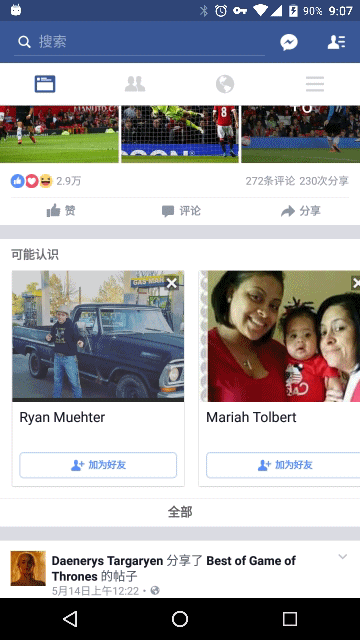 90% 9:07
搜索
8
2.9万
272条评论 230次分享
赞 评论 分享
可能认识
Ryan Muehter
Mariah Tolbert
加为好友
加为好友
全部
Daenerys Targaryen 分享了 Best of Game of
Thrones 的帖子
5月14日上午12:22